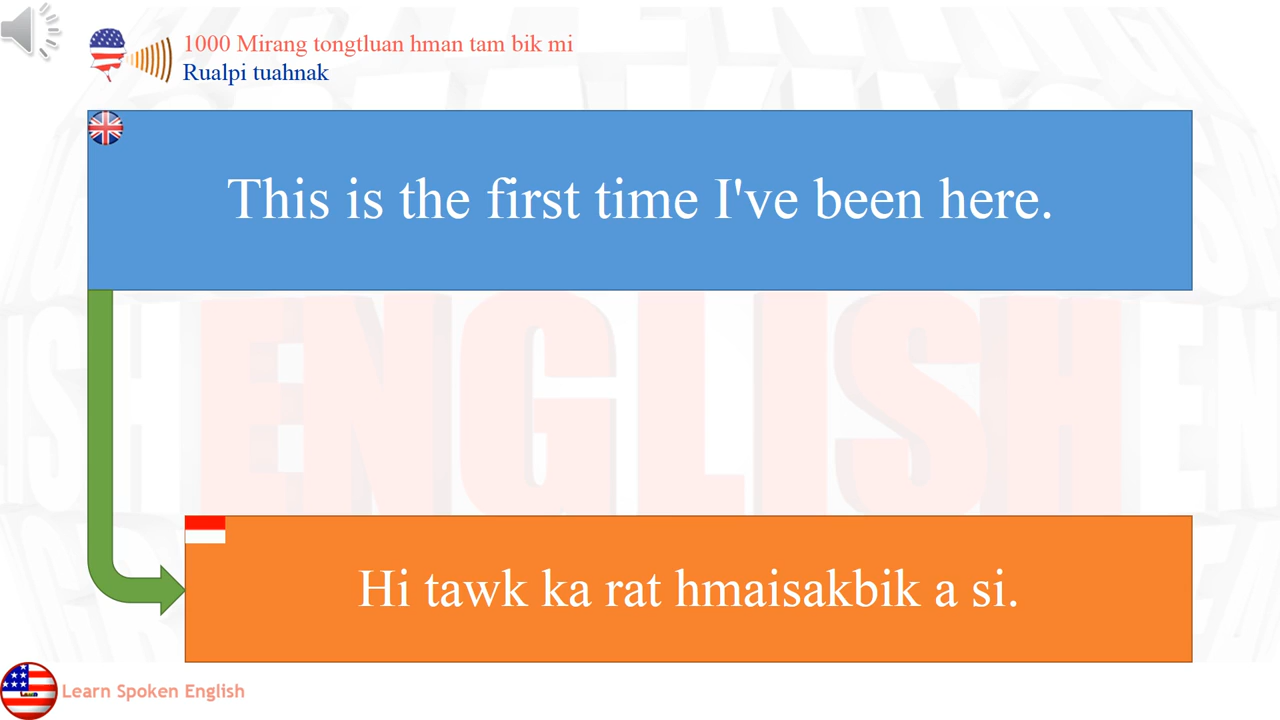 1000 Mirang tongtluan hman tam bik mi
Rualpi tuahnak
This is the first time I've been here.
ENGLISH
Hi tawk ka rat hmaisakbik a si.
Learn Spoken English